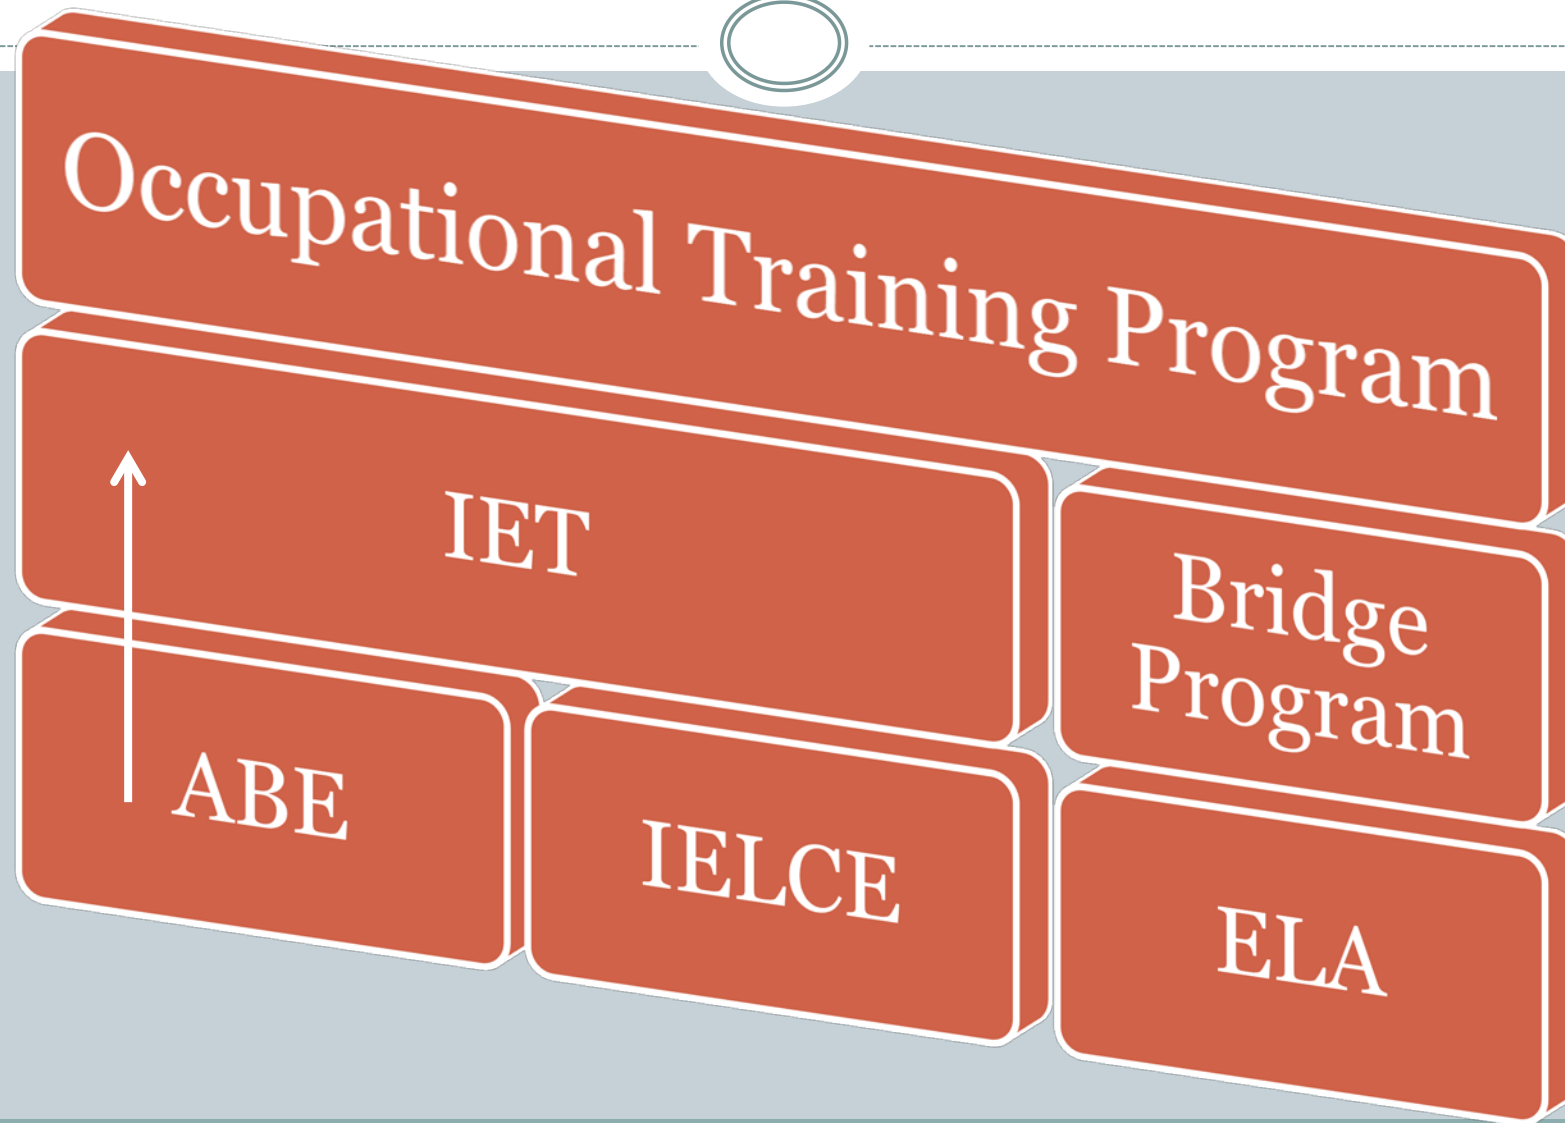 Occupational Training Program
IET
Bridge
Program
ABE
IELCE
ELA